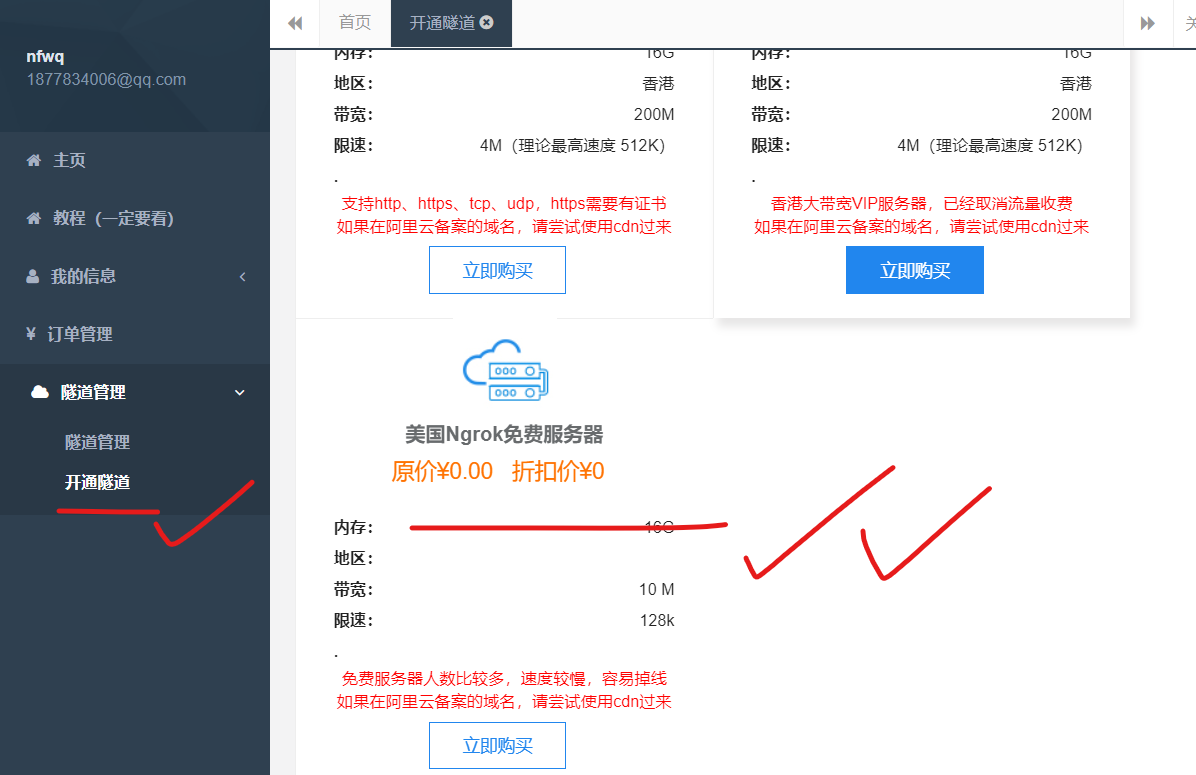 nfwq
1877834006@qq.com
主页
教程（一定要看）
我的信息
¥ 订单管理
隧道管理
隧道管理
开通隧道
首页
开通隧道
关
内存： 16G
地区： 香港
带宽： 200M
限速： 4M（理论最高速度 512K）
.
支持http、https、tcp、udp，https需要有证书
如果在阿里云备案的域名，请尝试使用cdn过来
立即购买
内存： 16G
地区： 香港
带宽： 200M
限速： 4M（理论最高速度 512K）
.
香港大带宽VIP服务器，已经取消流量收费
如果在阿里云备案的域名，请尝试使用cdn过来
立即购买
美国Ngrok免费服务器
原价¥0.00 折扣价¥0
内存： 16G
地区：
带宽： 10 M
限速： 128k
.
免费服务器人数比较多，速度较慢，容易掉线
如果在阿里云备案的域名，请尝试使用cdn过来
立即购买